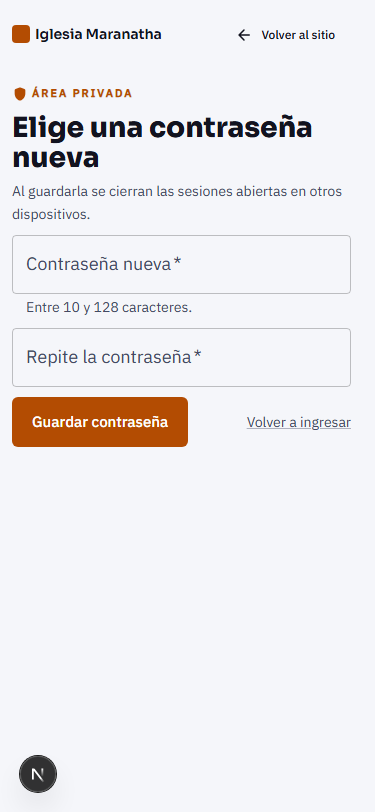 Iglesia Maranatha
Volver al sitio
ÁREA PRIVADA
Elige una contraseña
nueva
Al guardarla se cierran las sesiones abiertas en otros
dispositivos.
Contraseña nueva *
Entre 10 y 128 caracteres.
Repite la contraseña *
Guardar contraseña
Volver a ingresar
N